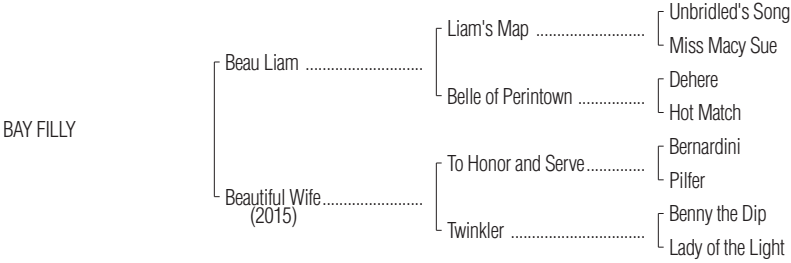 Unbridled's Song
Liam's Map ........................
Miss Macy Sue
Beau Liam ..........................
Dehere
Belle of Perintown ...............
Hot Match
BAY FILLY
Bernardini
To Honor and Serve.............
Pilfer
Beautiful Wife......................
(2015)
Benny the Dip
Twinkler ..............................
Lady of the Light